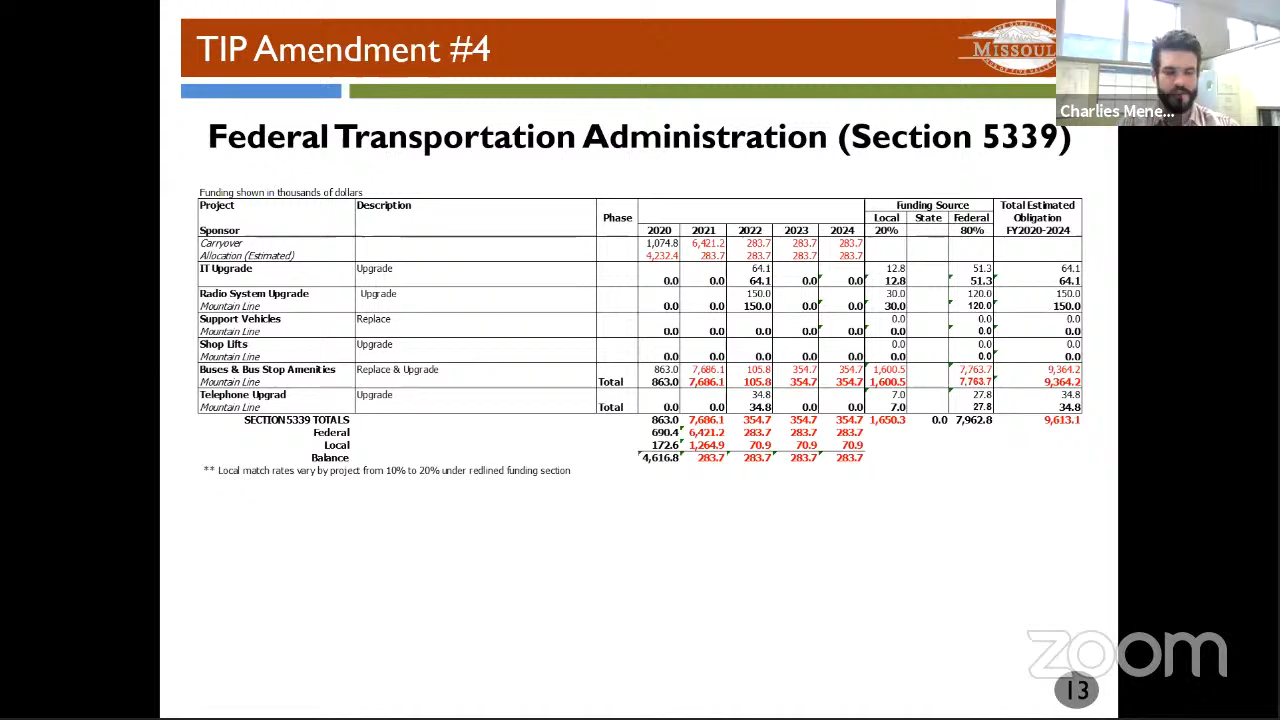 TIP Amendment #4
MISSOUL
Charlies Mene...
Federal Transportation Administration (Section 5339)
Funding shown in thousands of dollars
Project Description Funding Source Total Estimated
Phase Local State Federal Obligation
Sponsor 2020 2021 2022 2023 2024 20% 80% FY2020-2024
Carryover 1,074.8 6,421.2 283.7 283.7 283.7
Allocation (Estimated) 4,232.4 283.7 283.7 283.7 283.7
IT Upgrade Upgrade 64.1 12.8 51.3 64.1
0.0 0.0 64.1 0.0 0.0 12.8 51.3 64.1
Radio System Upgrade Upgrade 150.0 30.0 120.0 150.0
Mountain Line 0.0 0.0 150.0 0.0 0.0 30.0 120.0 150.0
Support Vehicles Replace 0.0 0.0 0.0
Mountain Line 0.0 0.0 0.0 0.0 0.0 0.0 0.0 0.0
Shop Lifts Upgrade 0.0 0.0 0.0
Mountain Line 0.0 0.0 0.0 0.0 0.0 0.0 0.0 0.0
Buses & Bus Stop Amenities Replace & Upgrade 863.0 7,686.1 105.8 354.7 354.7 1,600.5 7,763.7 9,364.2
Mountain Line Total 863.0 7,686.1 105.8 354.7 354.7 1,600.5 7,763.7 9,364.2
Telephone Upgrad Upgrade 34.8 7.0 27.8 34.8
Mountain Line Total 0.0 0.0 34.8 0.0 0.0 7.0 27.8 34.8
SECTION 5339 TOTALS 863.0 7,686.1 354.7 354.7 354.7 1,650.3 0.0 7,962.8 9,613.1
Federal 690.4 6,421.2 283.7 283.7 283.7
Local 172.6 1,264.9 70.9 70.9 70.9
Balance 4,616.8 283.7 283.7 283.7 283.7
** Local match rates vary by project from 10% to 20% under redlined funding section
zoom
13